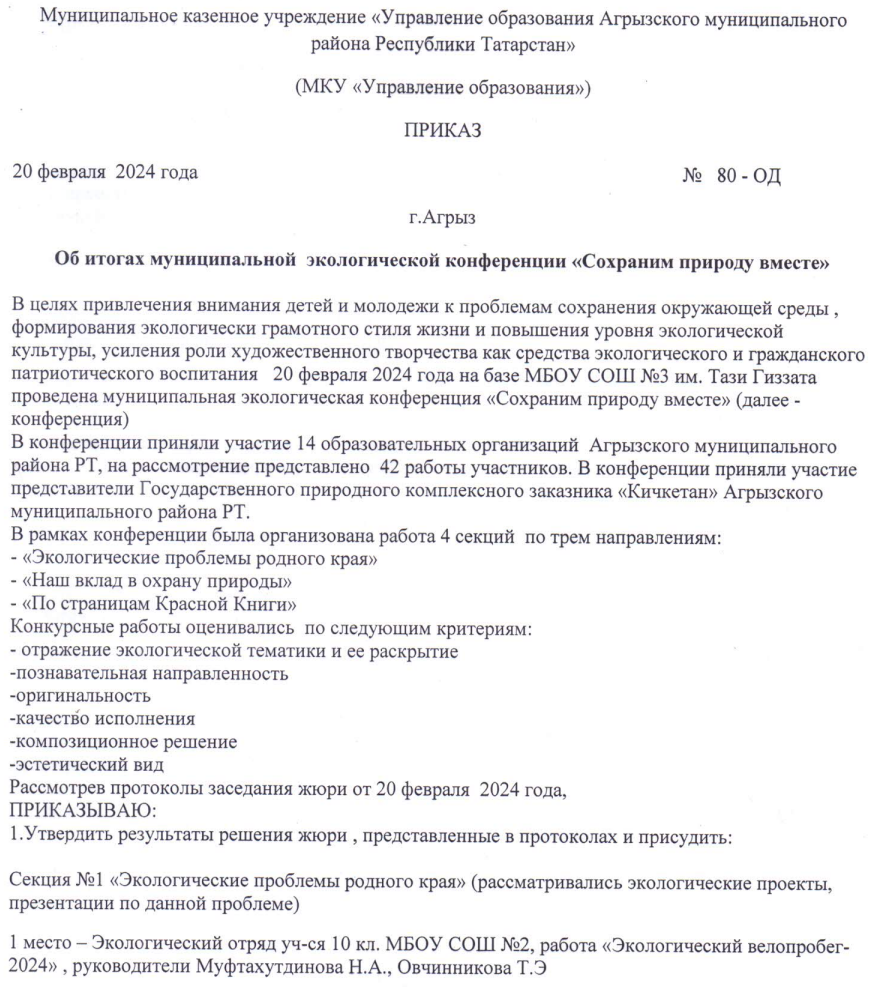 Муниципальное казенное учреждение «Управление образования Агрызского муниципального
района Республики Татарстан»
(МКУ «Управление образования»)
ПРИКАЗ
20 февраля 2024 года № 80 - ОД
г.Агрыз
Об итогах муниципальной экологической конференции «Сохраним природу вместе»
В целях привлечения внимания детей и молодежи к проблемам сохранения окружающей среды ,
формирования экологически грамотного стиля жизни и повышения уровня экологической
культуры, усиления роли художественного творчества как средства экологического и гражданского
патриотического воспитания 20 февраля 2024 года на базе МБОУ СОШ №3 им. Тази Гиззата
проведена муниципальная экологическая конференция «Сохраним природу вместе» (далее -
конференция)
В конференции приняли участие 14 образовательных организаций Агрызского муниципального
района РТ, на рассмотрение представлено 42 работы участников. В конференции приняли участие
представители Государственного природного комплексного заказника «Кичкетан» Агрызского
муниципального района РТ.
В рамках конференции была организована работа 4 секций по трем направлениям:
- «Экологические проблемы родного края»
- «Наш вклад в охрану природы»
- «По страницам Красной Книги»
Конкурсные работы оценивались по следующим критериям:
- отражение экологической тематики и ее раскрытие
-познавательная направленность
-оригинальность
-качество исполнения
-композиционное решение
-эстетический вид
Рассмотрев протоколы заседания жюри от 20 февраля 2024 года,
ПРИКАЗЫВАЮ:
1.Утвердить результаты решения жюри , представленные в протоколах и присудить:
Секция №1 «Экологические проблемы родного края» (рассматривались экологические проекты,
презентации по данной проблеме)
1 место – Экологический отряд уч-ся 10 кл. МБОУ СОШ №2, работа «Экологический велопробег-
2024» , руководители Муфтахутдинова Н.А., Овчинникова Т.Э